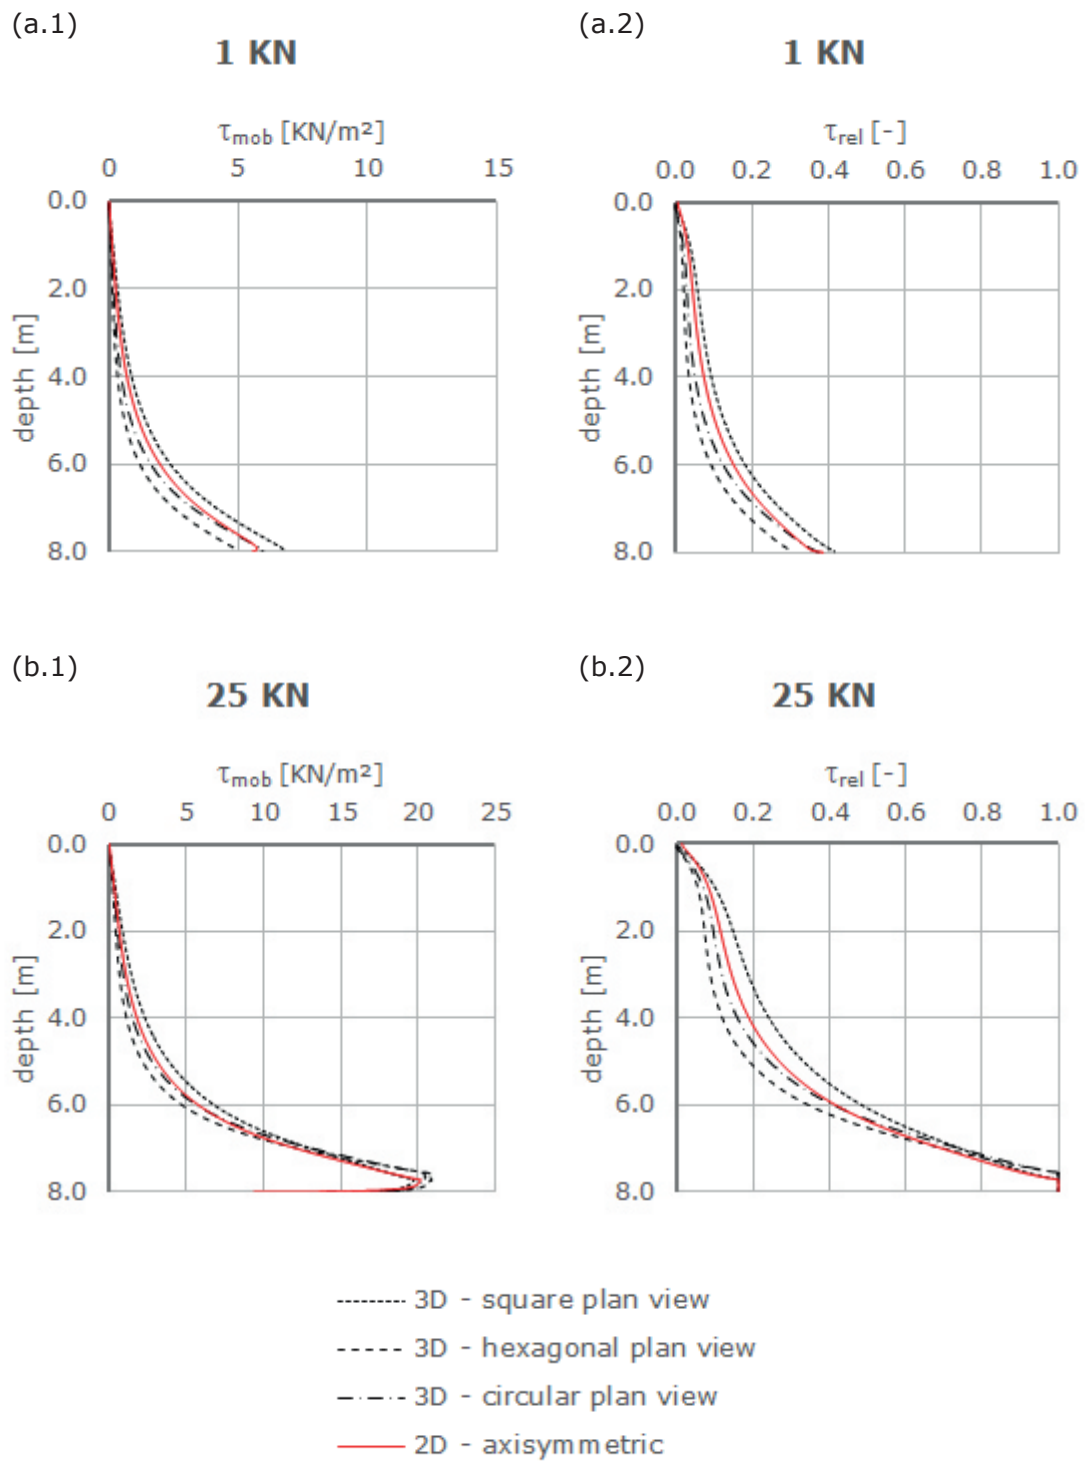 (a.1)
1 KN
τmob [KN/m²]
0 5 10 15
0.0
2.0
4.0
6.0
8.0
depth [m]
(a.2)
1 KN
τrel [-]
0.0 0.2 0.4 0.6 0.8 1.0
0.0
2.0
4.0
6.0
8.0
depth [m]
(b.1)
25 KN
τmob [KN/m²]
0 5 10 15 20 25
0.0
2.0
4.0
6.0
8.0
depth [m]
(b.2)
25 KN
τrel [-]
0.0 0.2 0.4 0.6 0.8 1.0
0.0
2.0
4.0
6.0
8.0
depth [m]
3D - square plan view
3D - hexagonal plan view
3D - circular plan view
2D - axisymmetric